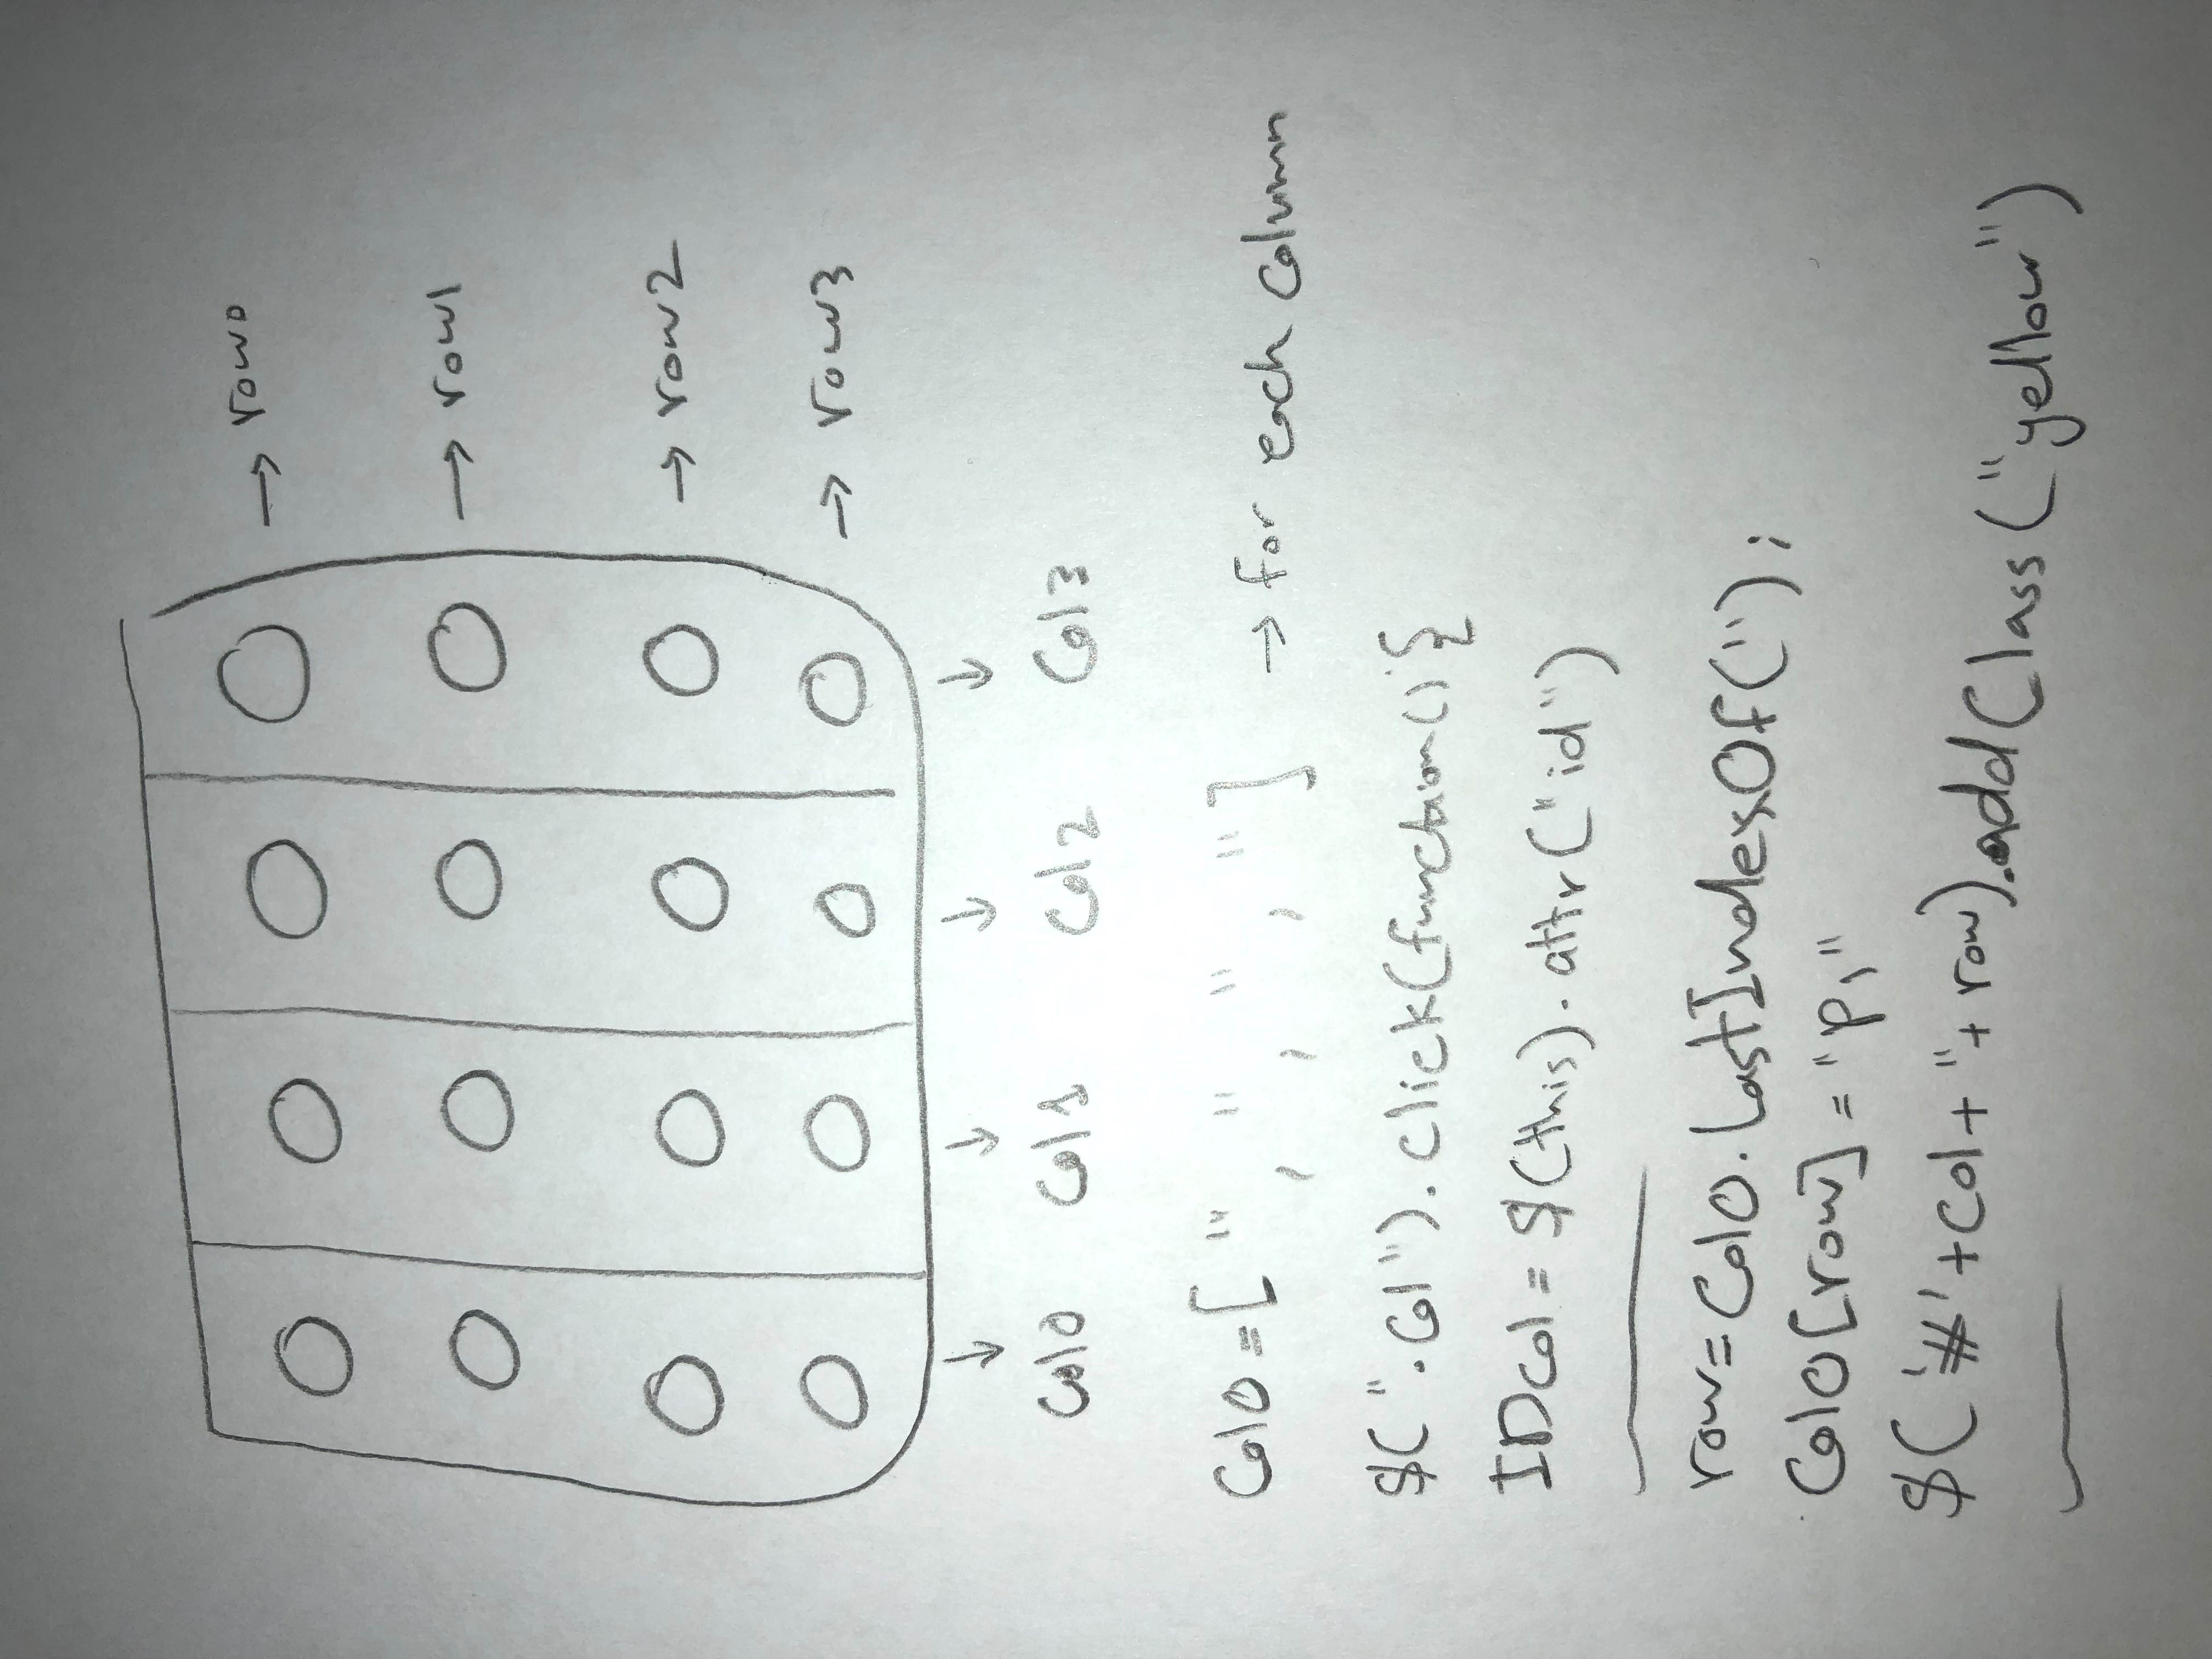 → row0
→ row1
→ row2
→ row3
↓ ↓ ↓ ↓
Col0 Col1 Col2 Col3
Col0 = ['' , '' , '' , ''] → for each column
$(".Col").click(function(){
IDCol = $(this).attr("id")
row = Col0.lastIndexOf('');
Col0[row] = "P1"
$('#'+Col+''+row).addClass("yellow")